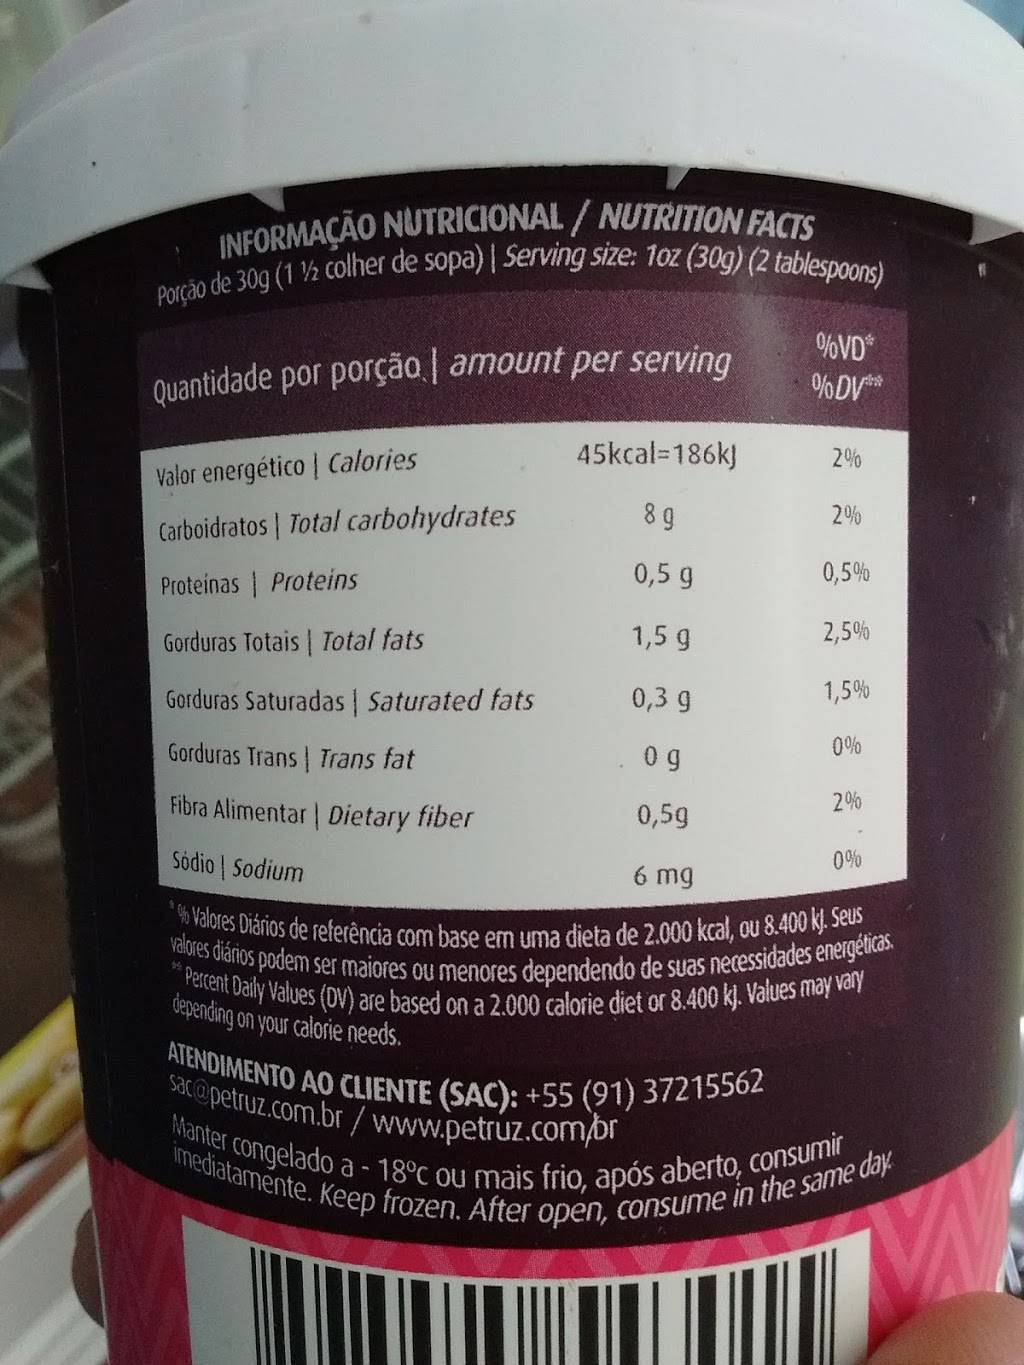 INFORMAÇÃO NUTRICIONAL / NUTRITION FACTS
Porção de 30g (1 ½ colher de sopa) | Serving size: 1oz (30g) (2 tablespoons)
Quantidade por porção | amount per serving %VD* %DV**
Valor energético | Calories 45kcal=186kJ 2%
Carboidratos | Total carbohydrates 8 g 2%
Proteínas | Proteins 0,5 g 0,5%
Gorduras Totais | Total fats 1,5 g 2,5%
Gorduras Saturadas | Saturated fats 0,3 g 1,5%
Gorduras Trans | Trans fat 0 g 0%
Fibra Alimentar | Dietary fiber 0,5g 2%
Sódio | Sodium 6 mg 0%
* % Valores Diários de referência com base em uma dieta de 2.000 kcal, ou 8.400 kJ. Seus
valores diários podem ser maiores ou menores dependendo de suas necessidades energéticas.
** Percent Daily Values (DV) are based on a 2.000 calorie diet or 8.400 kJ. Values may vary
depending on your calorie needs.
ATENDIMENTO AO CLIENTE (SAC): +55 (91) 37215562
sac@petruz.com.br / www.petruz.com/br
Manter congelado a - 18ºc ou mais frio, após aberto, consumir
imediatamente. Keep frozen. After open, consume in the same day.